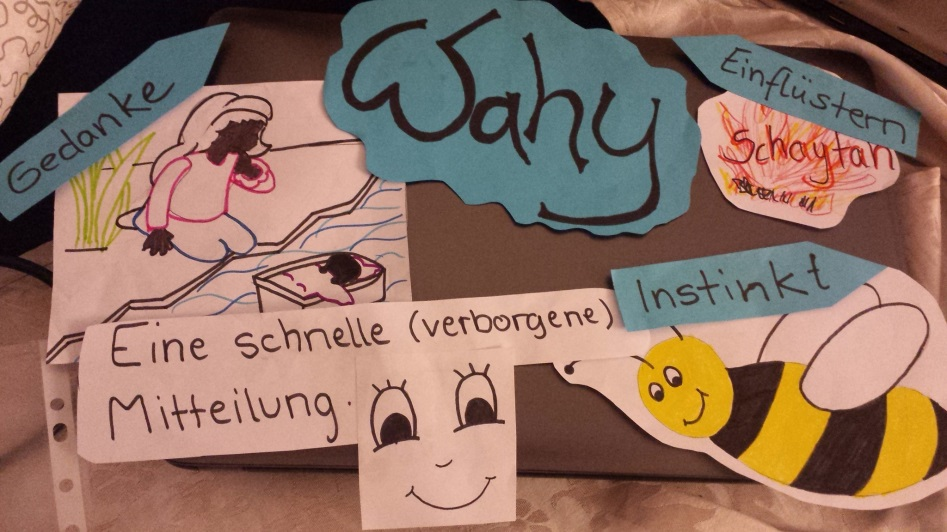 Wahy
Gedanke
Einflüstern
Schaytan
Instinkt
Eine schnelle (verborgene)
Mitteilung.